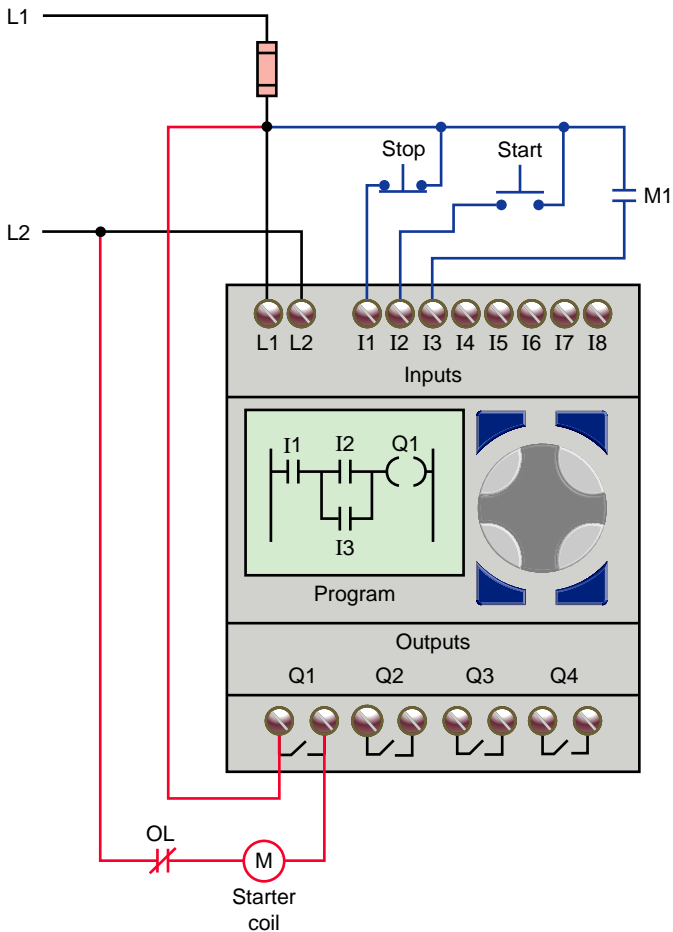 L1
Stop
Start
M1
L2
L1 L2 I1 I2 I3 I4 I5 I6 I7 I8
Inputs
I1 I2 Q1
I3
Program
Outputs
Q1 Q2 Q3 Q4
OL
M
Starter
coil